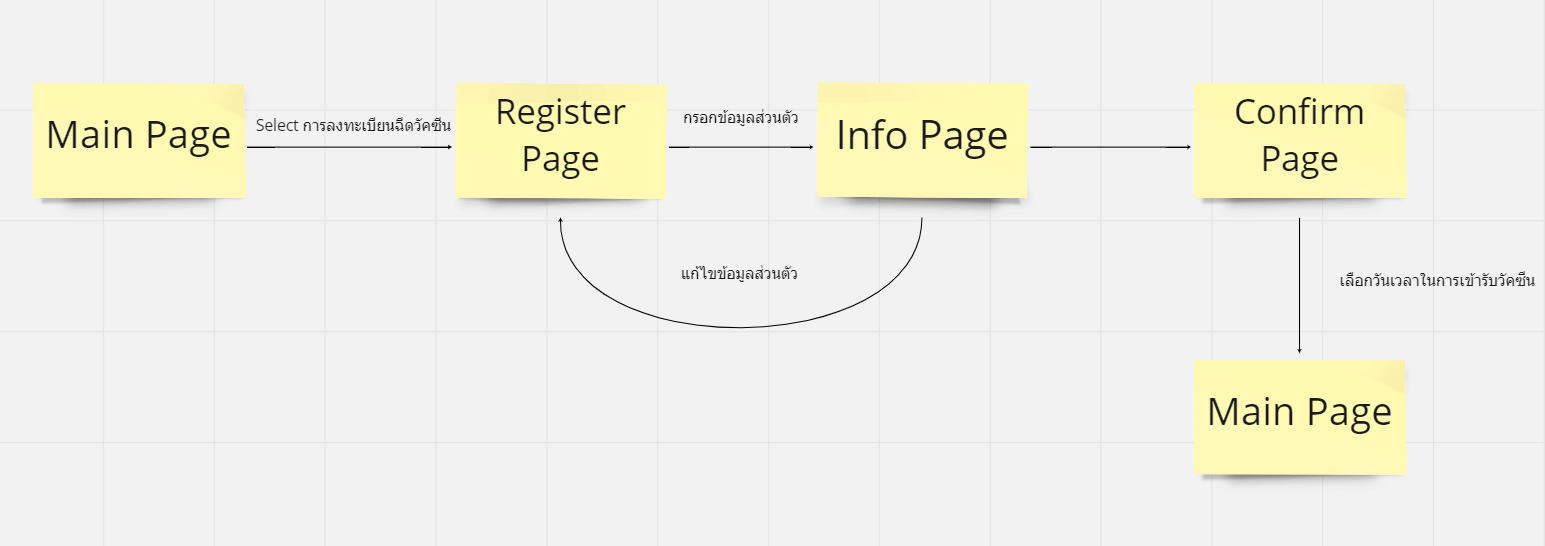 Main Page
Select การลงทะเบียนฉีดวัคซีน
Register
Page
กรอกข้อมูลส่วนตัว
Info Page
Confirm
Page
แก้ไขข้อมูลส่วนตัว
เลือกวันเวลาในการเข้ารับวัคซีน
Main Page